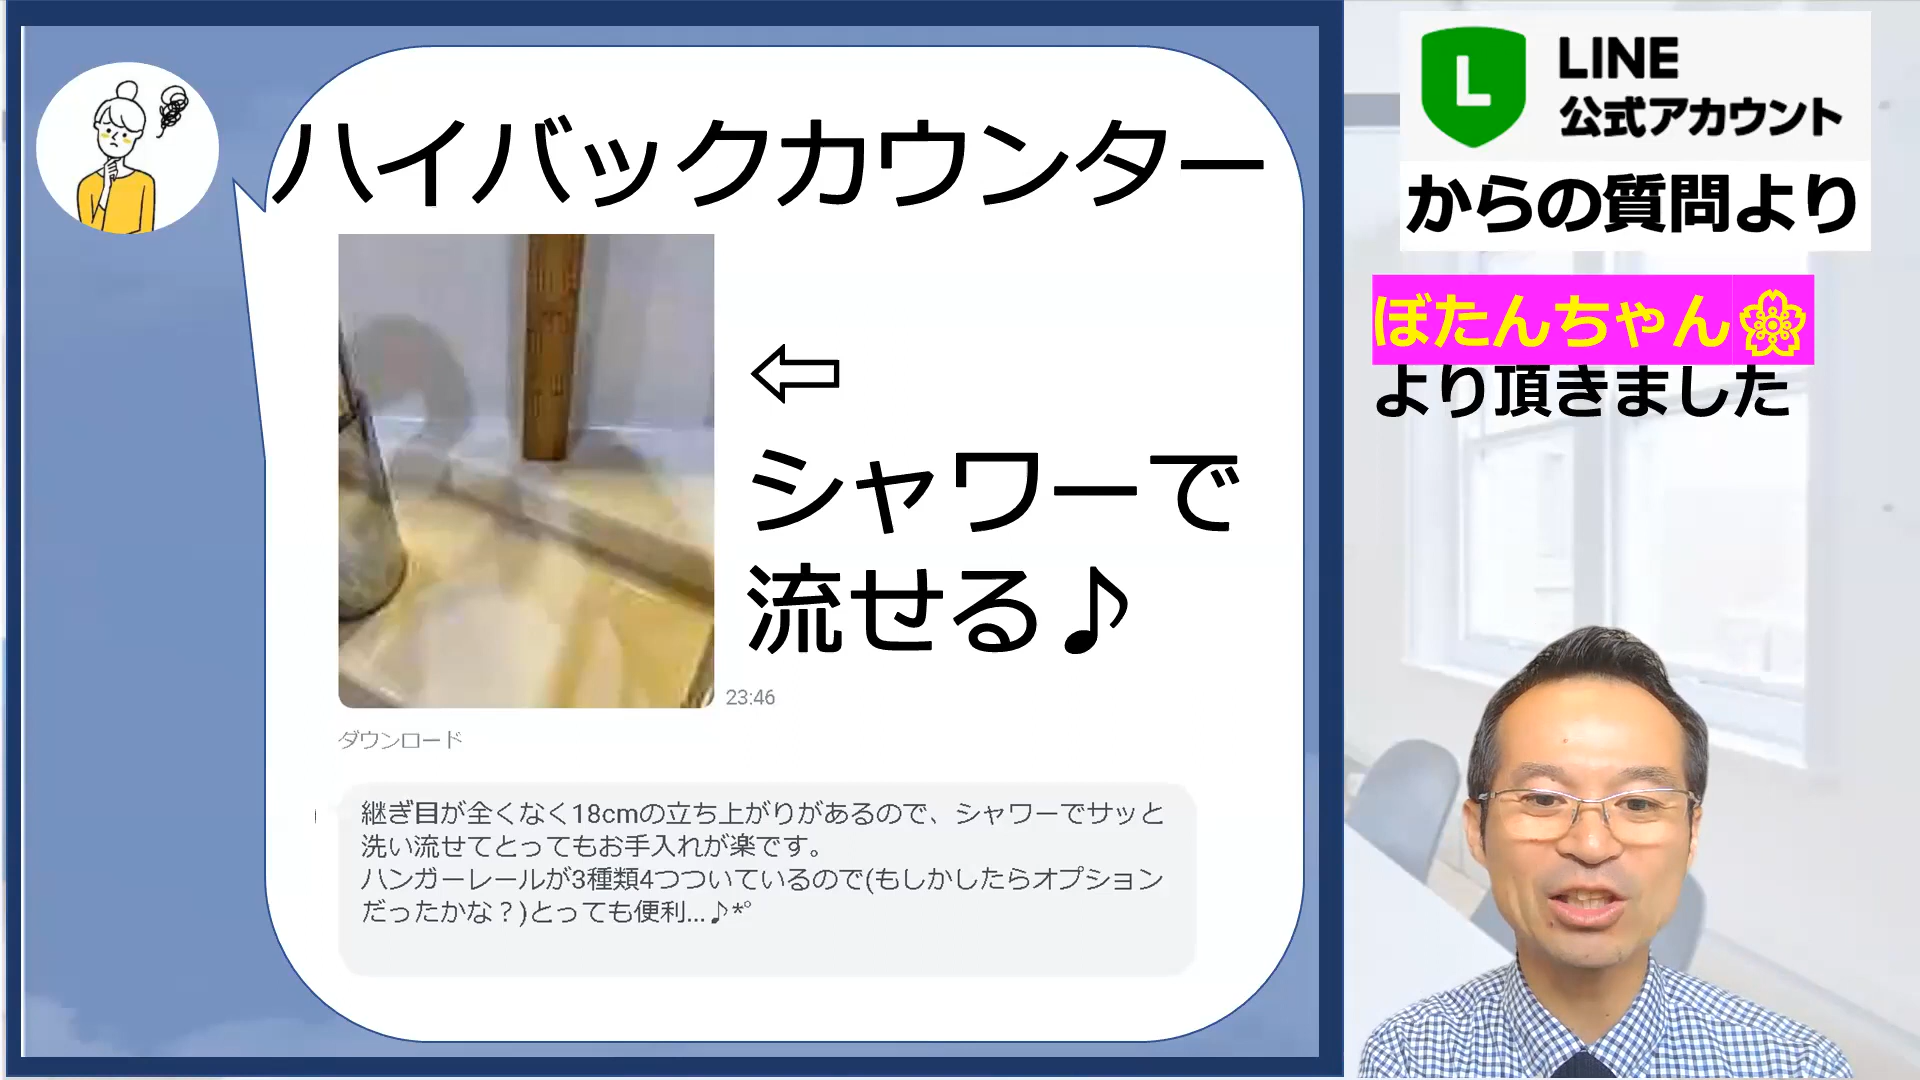 ハイバックカウンター
⇦
シャワーで
流せる♪
23:46
ダウンロード
継ぎ目が全くなく18cmの立ち上がりがあるので、シャワーでサッと
洗い流せてとってもお手入れが楽です。
ハンガーレールが3種類4つついているので(もしかしたらオプション
だったかな？)とっても便利...♪*ﾟ
L
LINE
公式アカウント
からの質問より
ぼたんちゃん🌸
より頂きました